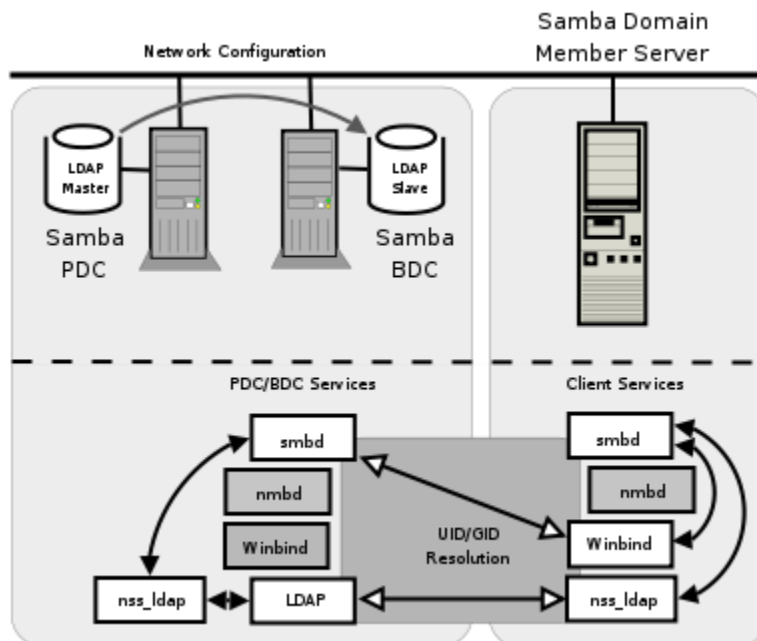 Samba Domain
Member Server
Network Configuration
LDAP
Master
LDAP
Slave
Samba
PDC
Samba
BDC
PDC/BDC Services
Client Services
smbd
smbd
nmbd
nmbd
Winbind
Winbind
UID/GID
Resolution
nss_ldap
LDAP
nss_ldap